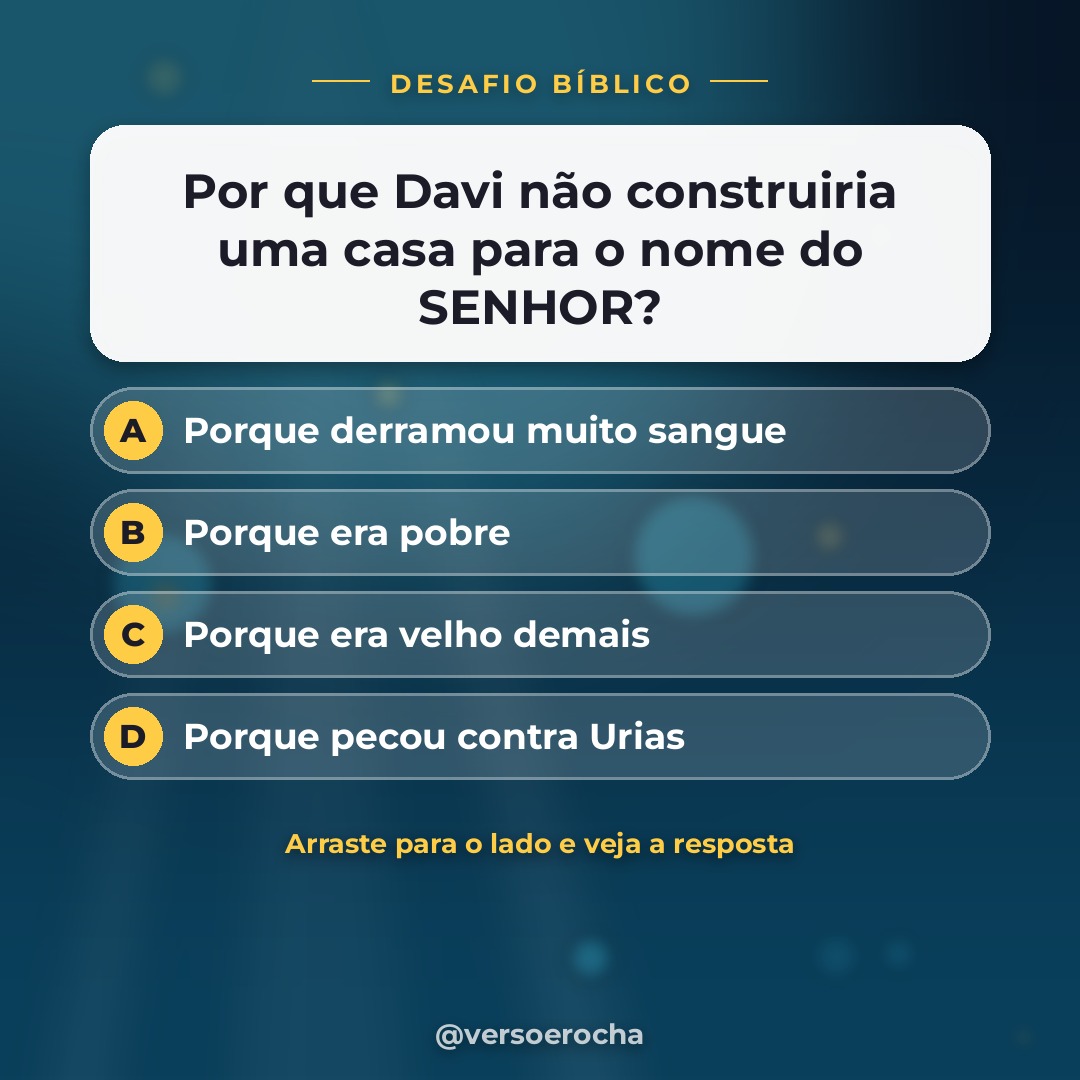 DESAFIO BÍBLICO
Por que Davi não construiria
uma casa para o nome do
SENHOR?
A Porque derramou muito sangue
B Porque era pobre
C Porque era velho demais
D Porque pecou contra Urias
Arraste para o lado e veja a resposta
@versoerocha